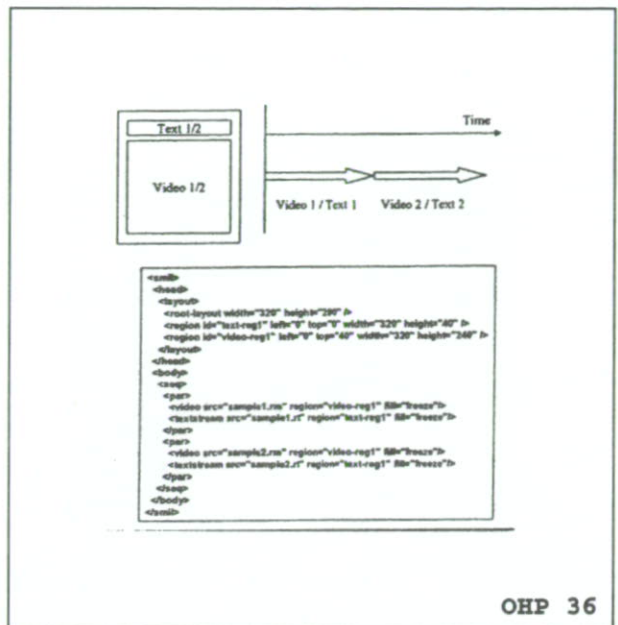 Text 1/2
Video 1/2
Time
Video 1 / Text 1 Video 2 / Text 2
<smil>
<head>
<layout>
<root-layout width="320" height="280" />
<region id="text-reg1" left="0" top="0" width="320" height="40" />
<region id="video-reg1" left="0" top="40" width="320" height="240" />
</layout>
</head>
<body>
<seq>
<par>
<video src="sample1.rm" region="video-reg1" fill="freeze"/>
<textstream src="sample1.rt" region="text-reg1" fill="freeze"/>
</par>
<par>
<video src="sample2.rm" region="video-reg1" fill="freeze"/>
<textstream src="sample2.rt" region="text-reg1" fill="freeze"/>
</par>
</seq>
</body>
</smil>
OHP 36